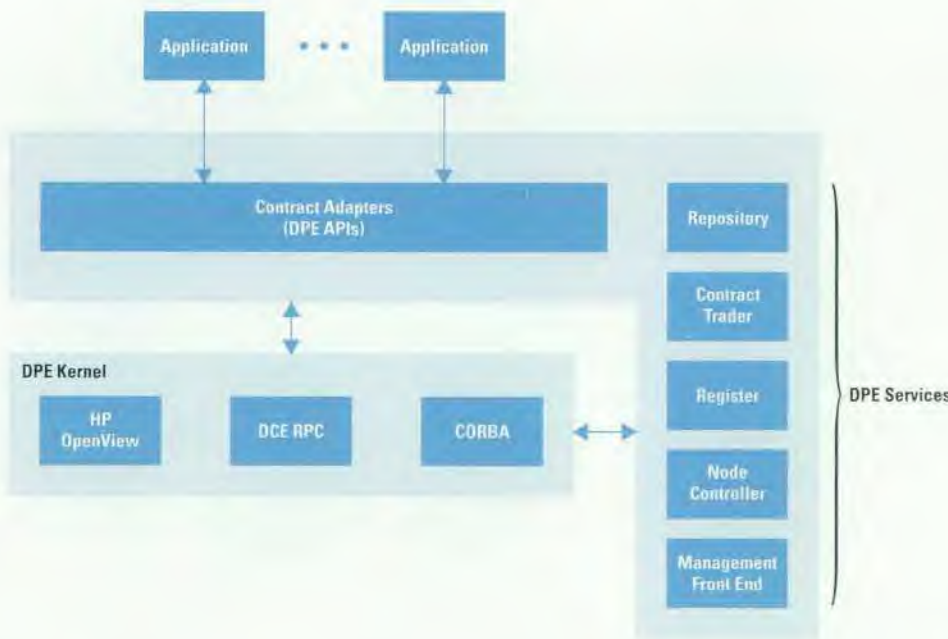 Application
Application
Contract Adapters
(DPE APIs)
Repository
Contract
Trader
Register
Node
Controller
Management
Front End
DPE Services
DPE Kernel
HP
OpenView
DCE RPC
CORBA